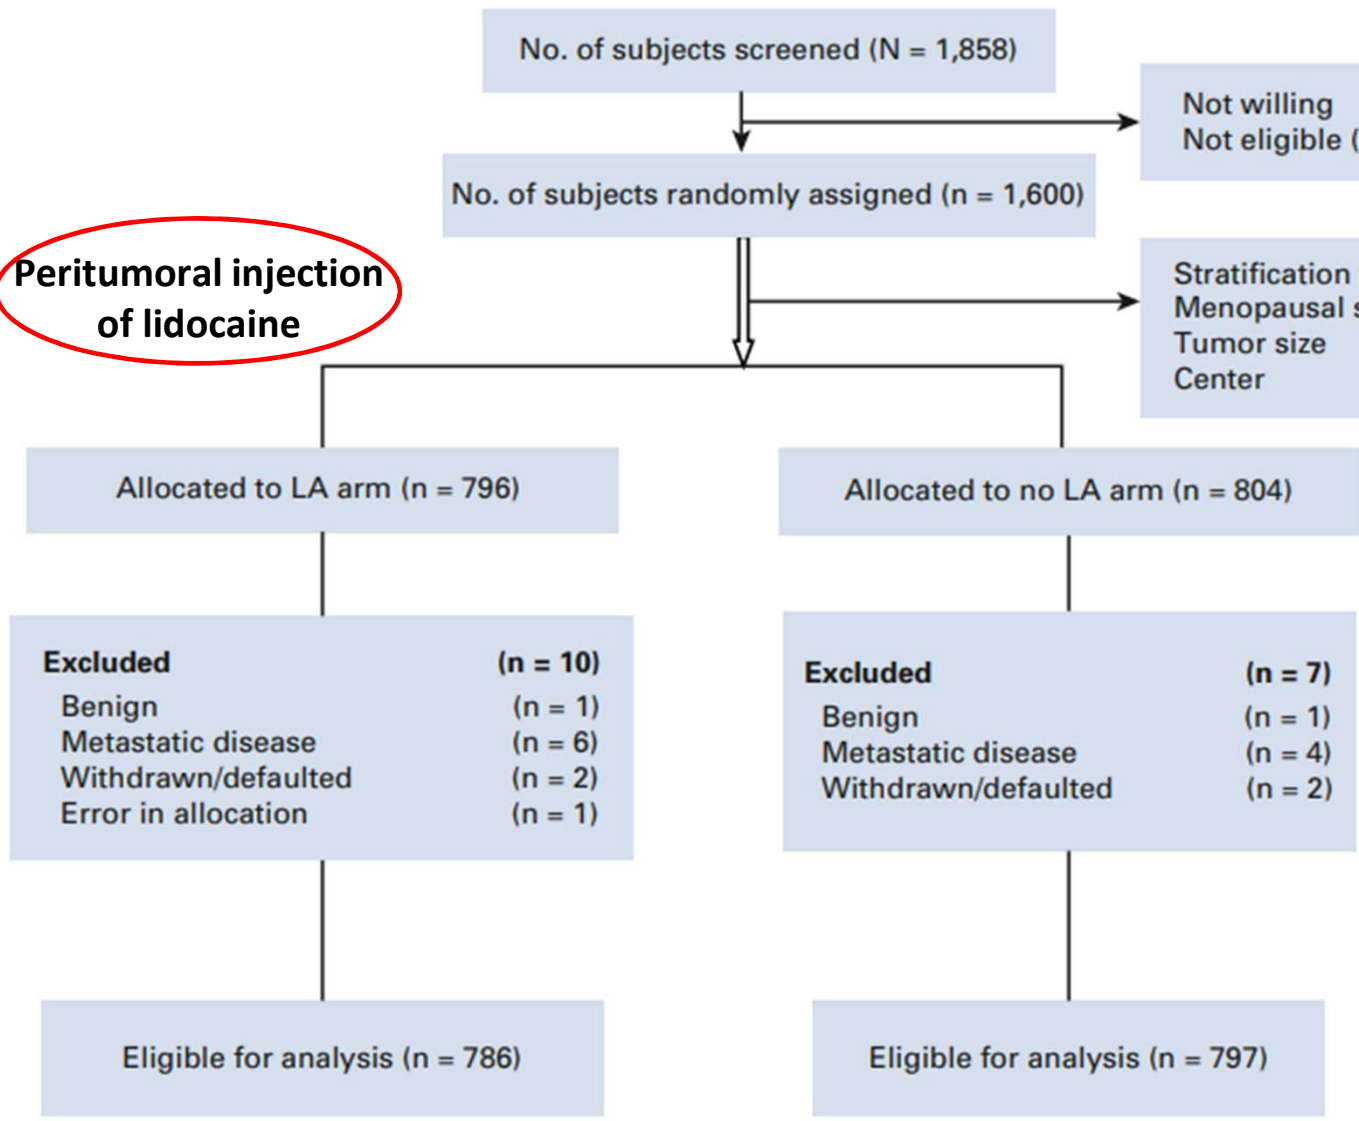 No. of subjects screened (N = 1,858)
Not willing
Not eligible (
No. of subjects randomly assigned (n = 1,600)
Peritumoral injection
of lidocaine
Stratification
Menopausal s
Tumor size
Center
Allocated to LA arm (n = 796)
Allocated to no LA arm (n = 804)
Excluded (n = 10)
Benign (n = 1)
Metastatic disease (n = 6)
Withdrawn/defaulted (n = 2)
Error in allocation (n = 1)
Excluded (n = 7)
Benign (n = 1)
Metastatic disease (n = 4)
Withdrawn/defaulted (n = 2)
Eligible for analysis (n = 786)
Eligible for analysis (n = 797)